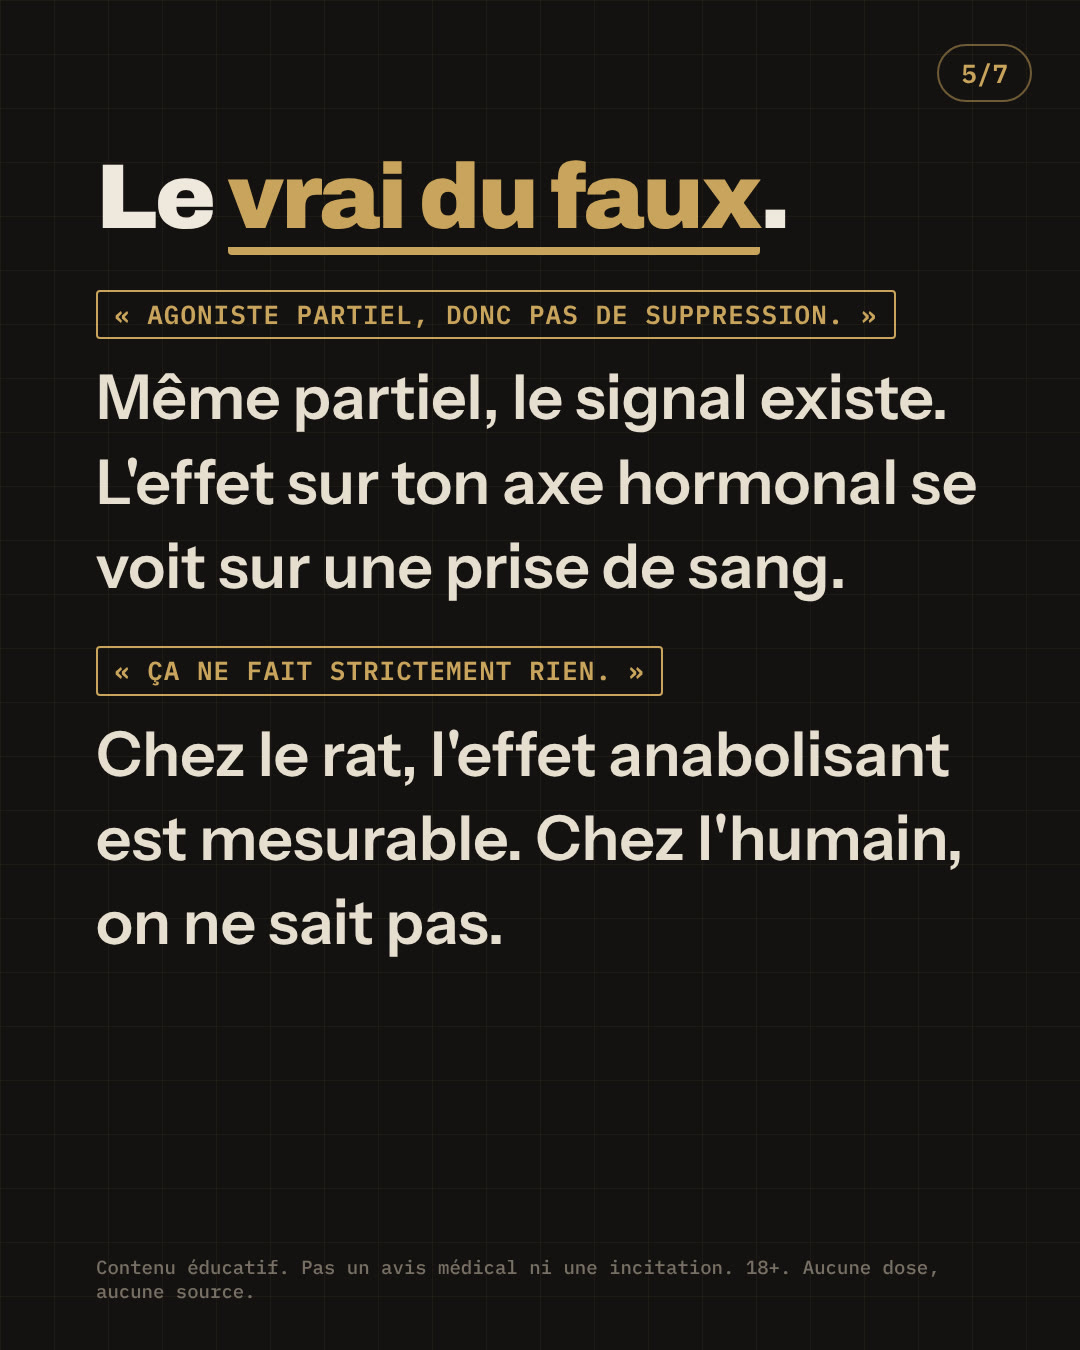 5/7
Le vrai du faux.
« AGONISTE PARTIEL, DONC PAS DE SUPPRESSION. »
Même partiel, le signal existe.
L'effet sur ton axe hormonal se
voit sur une prise de sang.
« ÇA NE FAIT STRICTEMENT RIEN. »
Chez le rat, l'effet anabolisant
est mesurable. Chez l'humain,
on ne sait pas.
Contenu éducatif. Pas un avis médical ni une incitation. 18+. Aucune dose,
aucune source.